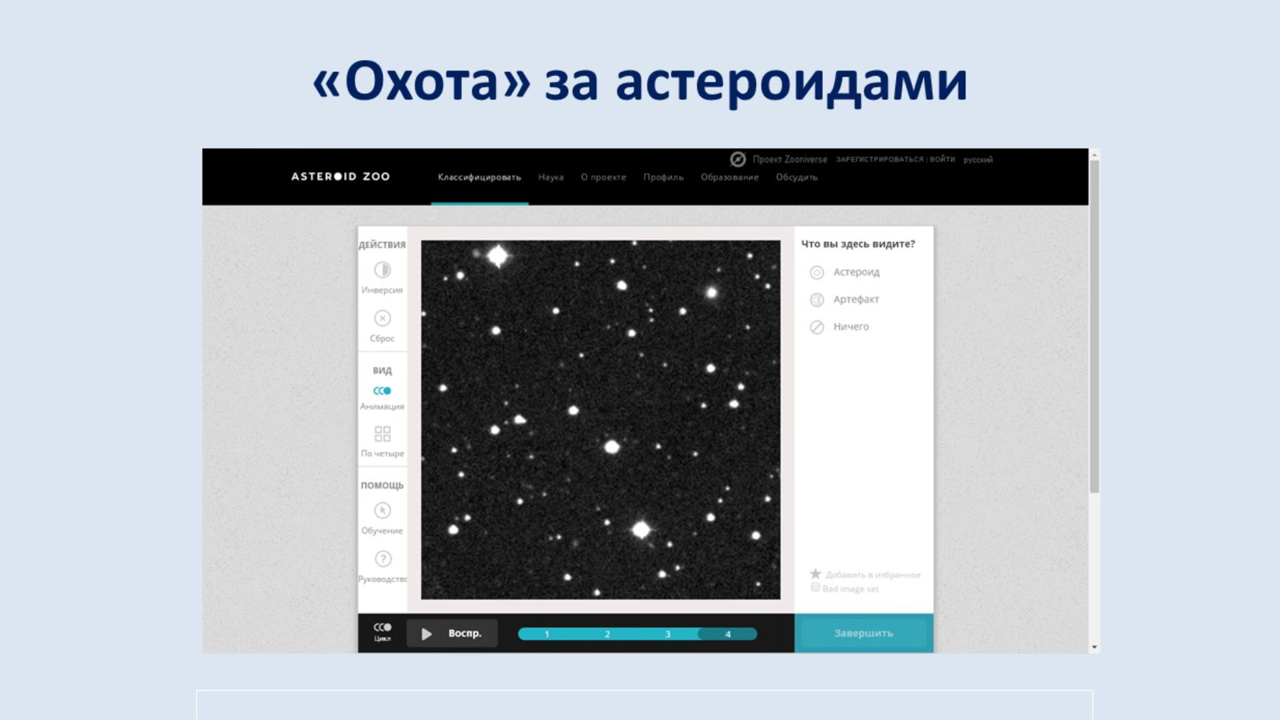 «Охота» за астероидами
Проект Zooniverse ЗАРЕГИСТРИРОВАТЬСЯ | ВОЙТИ русский
ASTEROID ZOO
Классифицировать Наука О проекте Профиль Образование Обсудить
ДЕЙСТВИЯ
Инверсия
Сброс
ВИД
Анимация
По четыре
ПОМОЩЬ
Обучение
Руководство
Что вы здесь видите?
Астероид
Артефакт
Ничего
Добавить в избранное
Bad image set
Цикл
Воспр.
1 2 3 4
Завершить